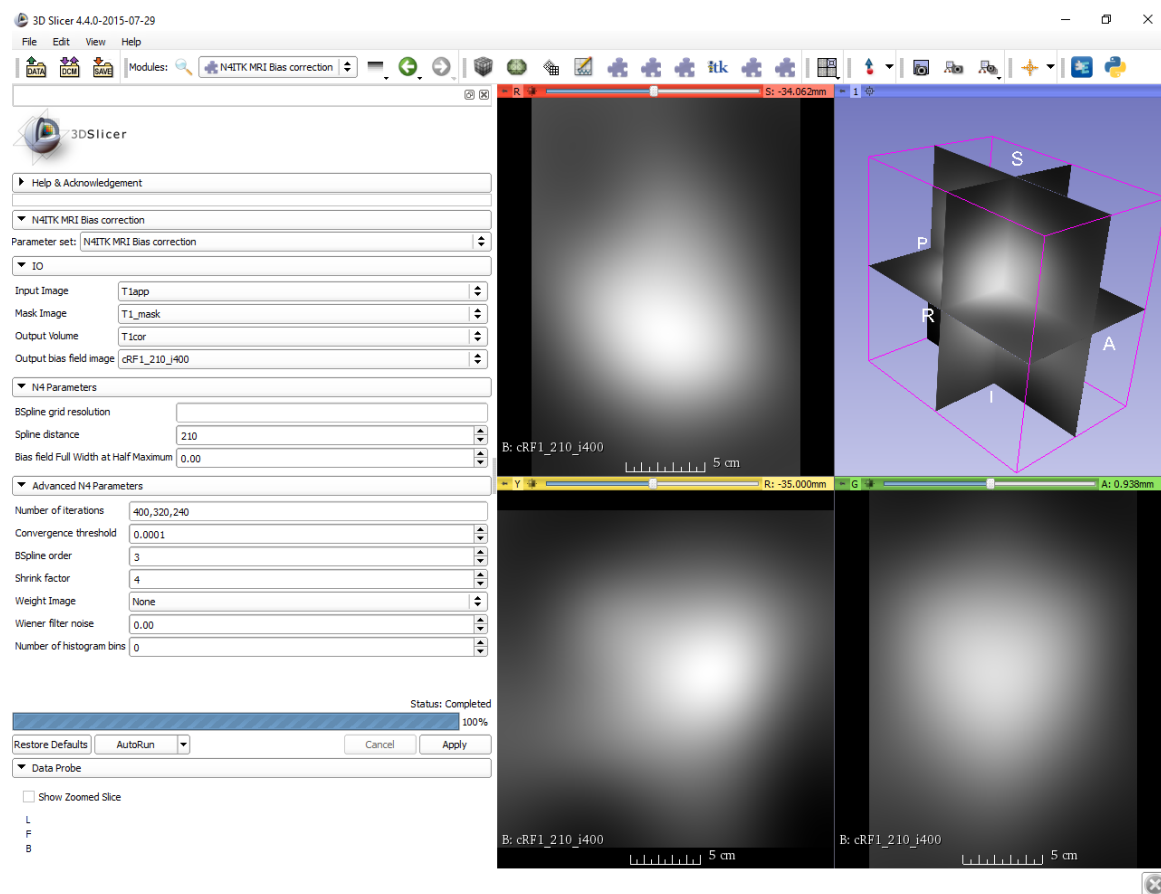 3D Slicer 4.4.0-2015-07-29
File Edit View Help
DATA DCM SAVE Modules: N4ITK MRI Bias correction itk
3DSlicer
Help & Acknowledgement
N4ITK MRI Bias correction
Parameter set: N4ITK MRI Bias correction
IO
Input Image T1app
Mask Image T1_mask
Output Volume T1cor
Output bias field image cRF1_210_i400
N4 Parameters
BSpline grid resolution
Spline distance 210
Bias field Full Width at Half Maximum 0.00
Advanced N4 Parameters
Number of iterations 400,320,240
Convergence threshold 0.0001
BSpline order 3
Shrink factor 4
Weight Image None
Wiener filter noise 0.00
Number of histogram bins 0
Status: Completed
100%
Restore Defaults AutoRun Cancel Apply
Data Probe
Show Zoomed Slice
L
F
B
R S: -34.062mm
B: cRF1_210_i400
5 cm
1
S
P
R
A
I
Y R: -35.000mm
B: cRF1_210_i400
5 cm
G A: 0.938mm
B: cRF1_210_i400
5 cm